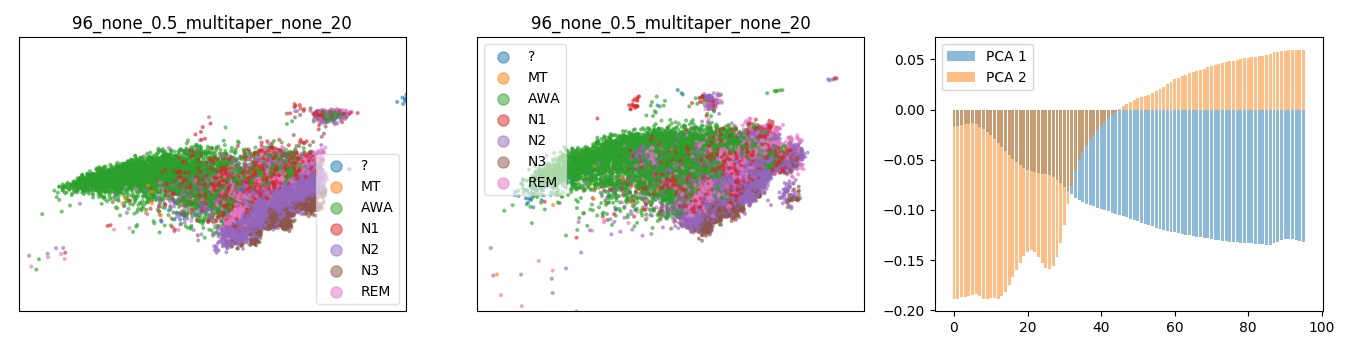 96_none_0.5_multitaper_none_20
?
MT
AWA
N1
N2
N3
REM
96_none_0.5_multitaper_none_20
?
MT
AWA
N1
N2
N3
REM
PCA 1
PCA 2
0.05
0.00
−0.05
−0.10
−0.15
−0.20
0 20 40 60 80 100